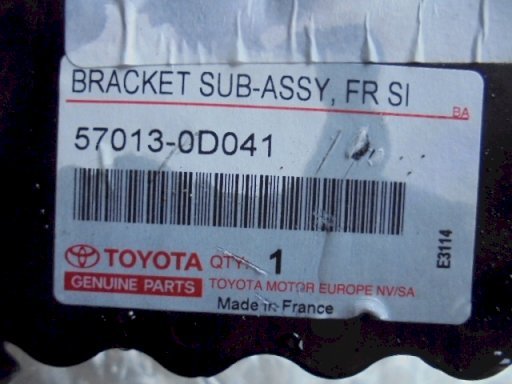 BRACKET SUB-ASSY, FR SI
BA
57013-0D041
TOYOTA QTY: 1
GENUINE PARTS TOYOTA MOTOR EUROPE NV/SA
Made in France
E3114